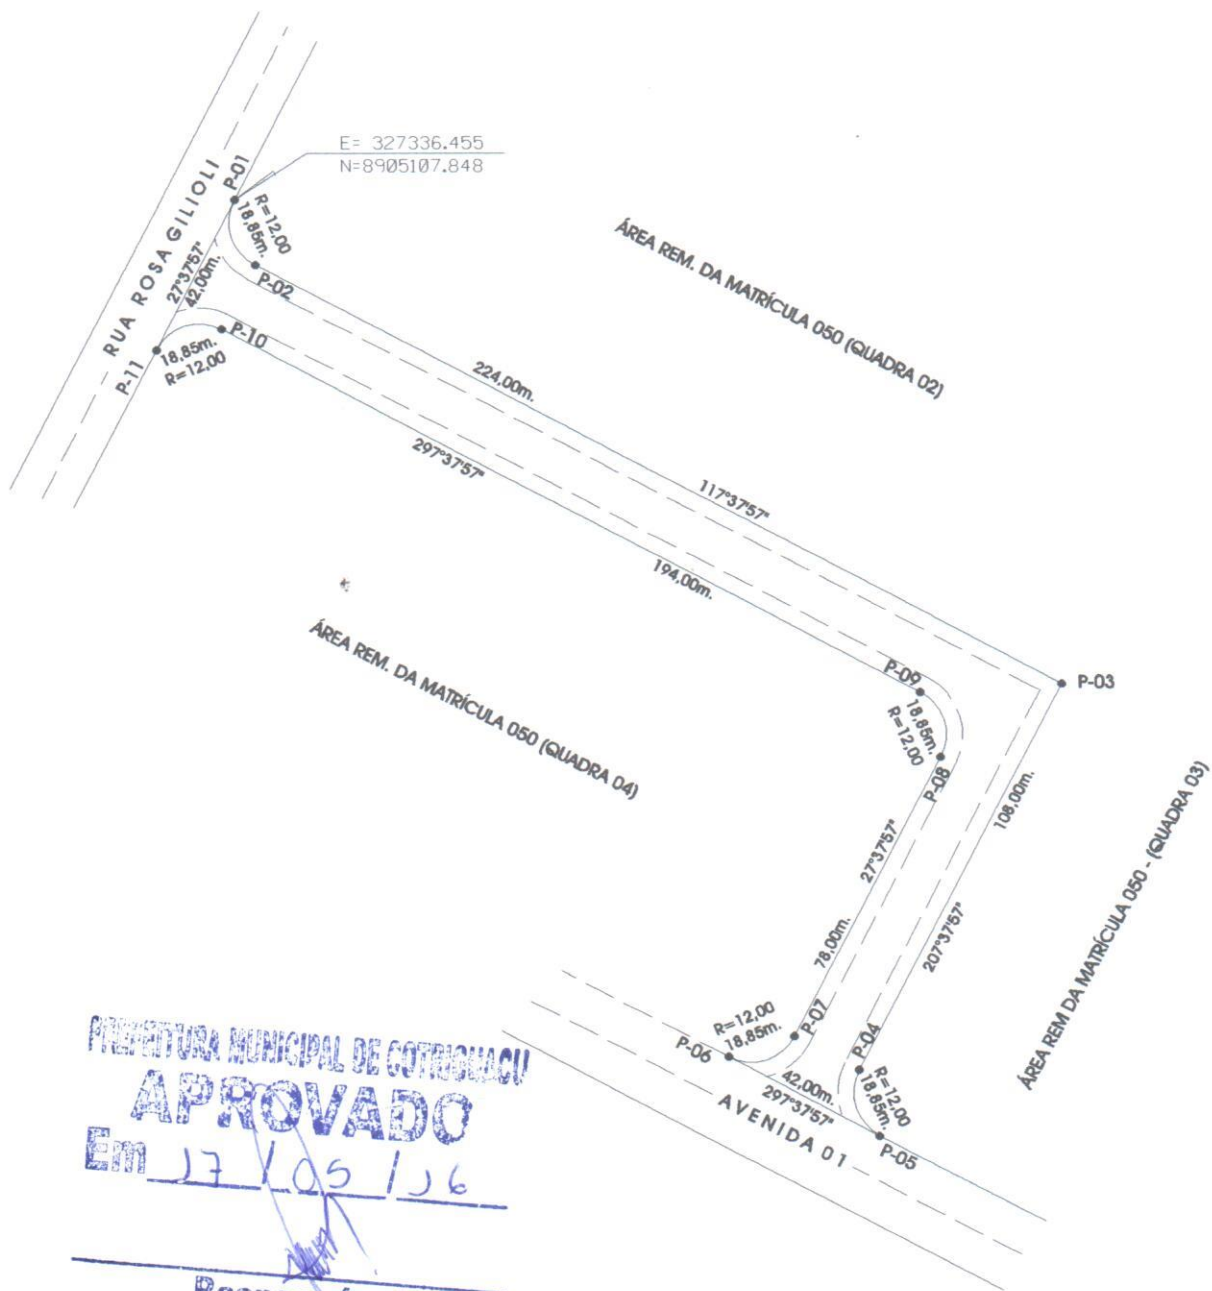 E= 327336.455
N=8905107.848
P-01
RUA ROSA GILIOLI
R=12,00
18,85m.
P-02
27°37'57"
42,00m.
P-10
P-11
18,85m.
R=12,00
ÁREA REM. DA MATRÍCULA 050 (QUADRA 02)
224,00m.
297°37'57"
117°37'57"
194,00m.
ÁREA REM. DA MATRÍCULA 050 (QUADRA 04)
P-09
P-03
18,85m.
R=12,00
P-08
108,00m.
27°37'57"
207°37'57"
78,00m.
ÁREA REM DA MATRÍCULA 050 - (QUADRA 03)
R=12,00
18,85m.
P-06
P-07
P-04
42,00m.
297°37'57"
R=12,00
18,85m.
P-05
AVENIDA 01
PREFEITURA MUNICIPAL DE COTRIGUAÇU
APROVADO
Em 17 / 05 / 16